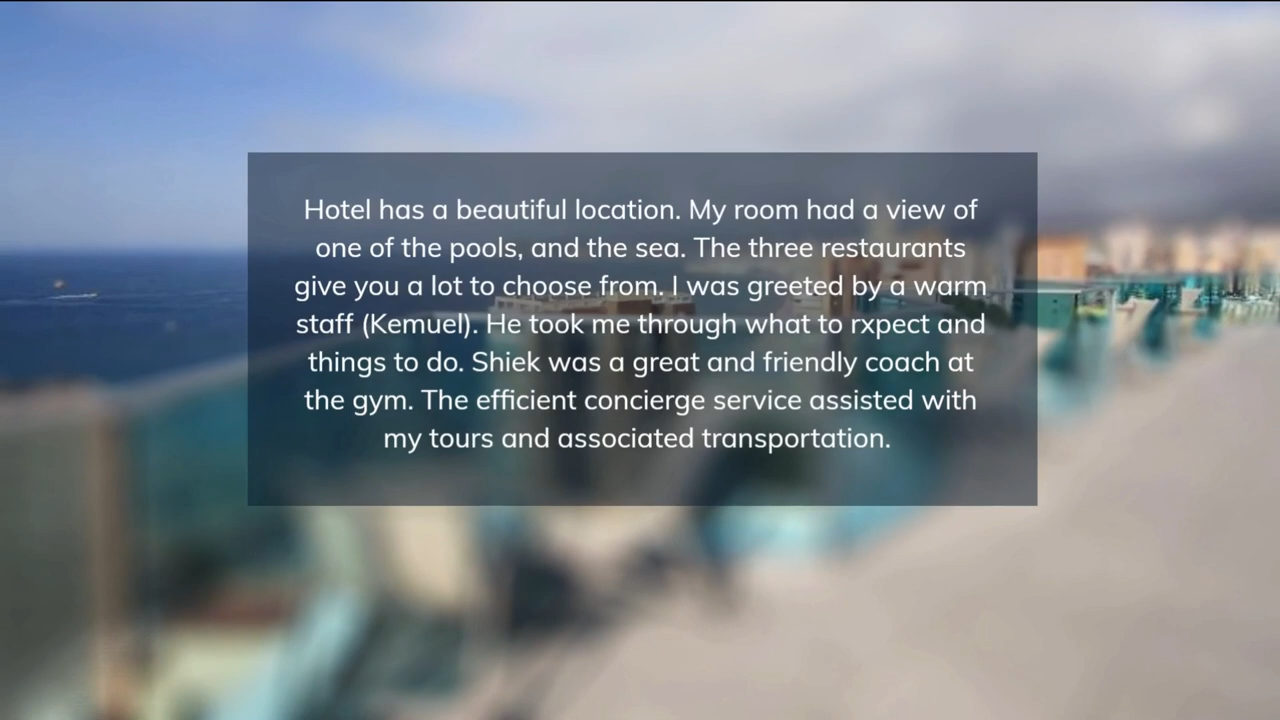 Hotel has a beautiful location. My room had a view of
one of the pools, and the sea. The three restaurants
give you a lot to choose from. I was greeted by a warm
staff (Kemuel). He took me through what to rxpect and
things to do. Shiek was a great and friendly coach at
the gym. The efficient concierge service assisted with
my tours and associated transportation.